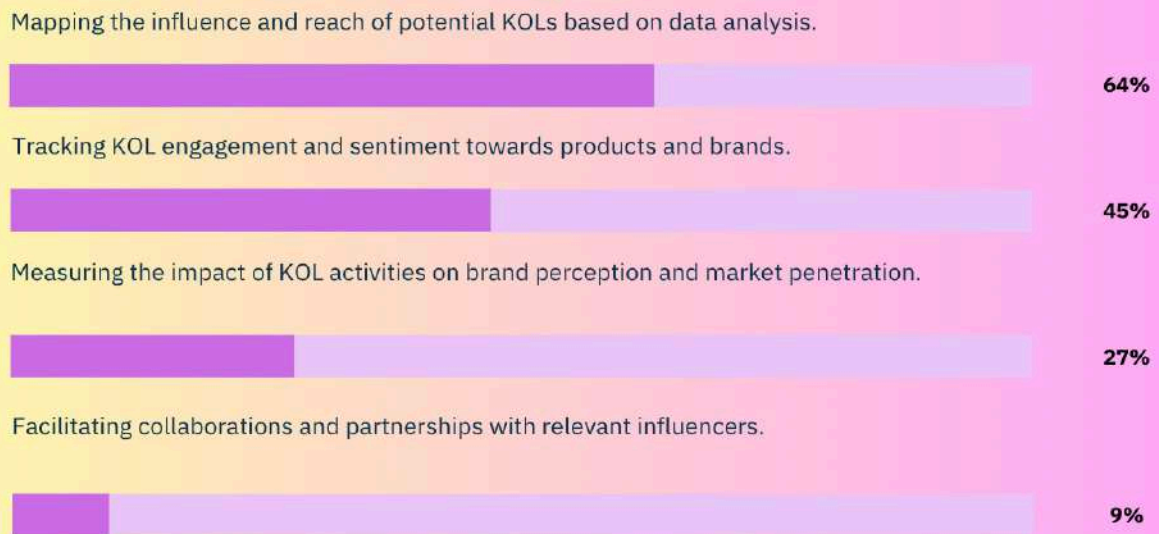 Mapping the influence and reach of potential KOLs based on data analysis.
64%
Tracking KOL engagement and sentiment towards products and brands.
45%
Measuring the impact of KOL activities on brand perception and market penetration.
27%
Facilitating collaborations and partnerships with relevant influencers.
9%